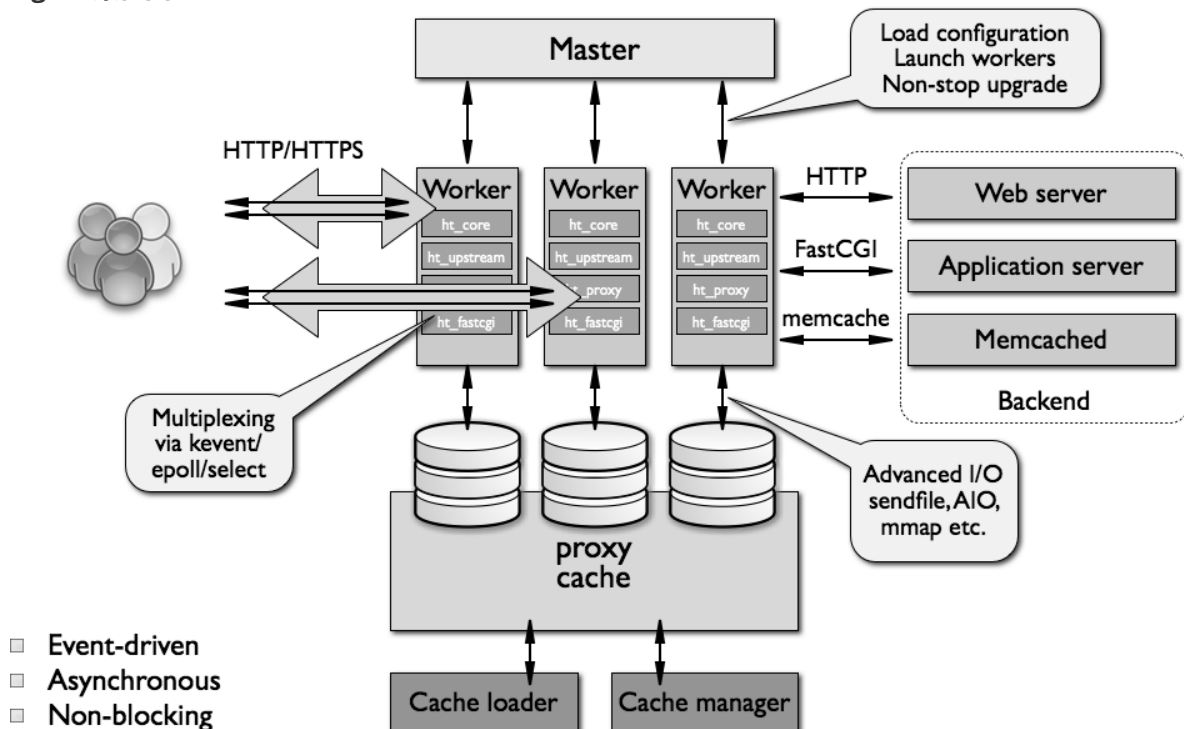 Master
Load configuration
Launch workers
Non-stop upgrade
HTTP/HTTPS
Worker
ht_core
ht_upstream
ht_fastcgi
Worker
ht_core
ht_upstream
ht_proxy
ht_fastcgi
Worker
ht_core
ht_upstream
ht_proxy
ht_fastcgi
HTTP
FastCGI
memcache
Web server
Application server
Memcached
Backend
Multiplexing
via kevent/
epoll/select
Advanced I/O
sendfile, AIO,
mmap etc.
proxy
cache
Cache loader
Cache manager
Event-driven
Asynchronous
Non-blocking